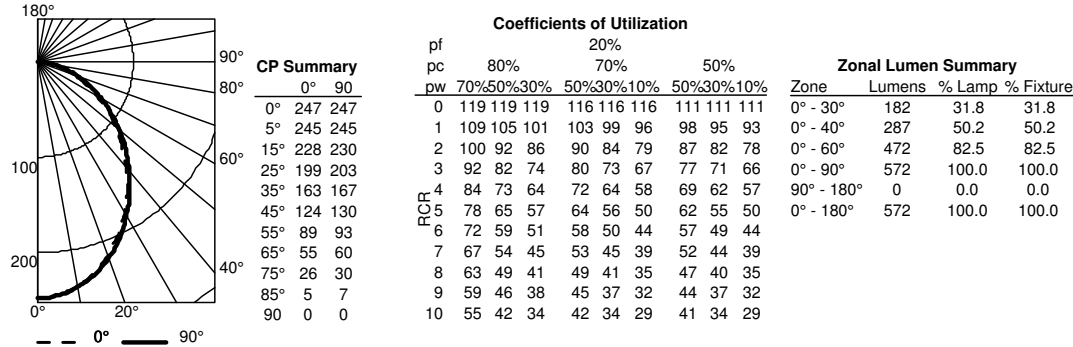 180°
90°
80°
60°
40°
20°
0°
100
200
0° 90°
CP Summary
0° 90
0° 247 247
5° 245 245
15° 228 230
25° 199 203
35° 163 167
45° 124 130
55° 89 93
65° 55 60
75° 26 30
85° 5 7
90 0 0
Coefficients of Utilization
pf 20%
pc 80% 70% 50%
pw 70%50%30% 50%30%10% 50%30%10%
RCR
0 119 119 119 116 116 116 111 111 111
1 109 105 101 103 99 96 98 95 93
2 100 92 86 90 84 79 87 82 78
3 92 82 74 80 73 67 77 71 66
4 84 73 64 72 64 58 69 62 57
5 78 65 57 64 56 50 62 55 50
6 72 59 51 58 50 44 57 49 44
7 67 54 45 53 45 39 52 44 39
8 63 49 41 49 41 35 47 40 35
9 59 46 38 45 37 32 44 37 32
10 55 42 34 42 34 29 41 34 29
Zonal Lumen Summary
Zone Lumens % Lamp % Fixture
0° - 30° 182 31.8 31.8
0° - 40° 287 50.2 50.2
0° - 60° 472 82.5 82.5
0° - 90° 572 100.0 100.0
90° - 180° 0 0.0 0.0
0° - 180° 572 100.0 100.0